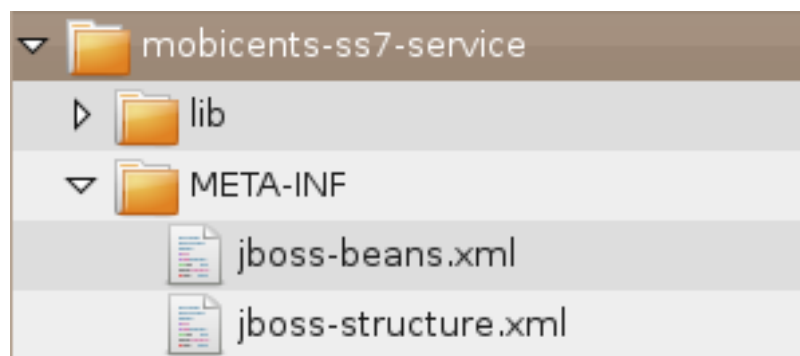 mobicents-ss7-service
lib
META-INF
jboss-beans.xml
jboss-structure.xml